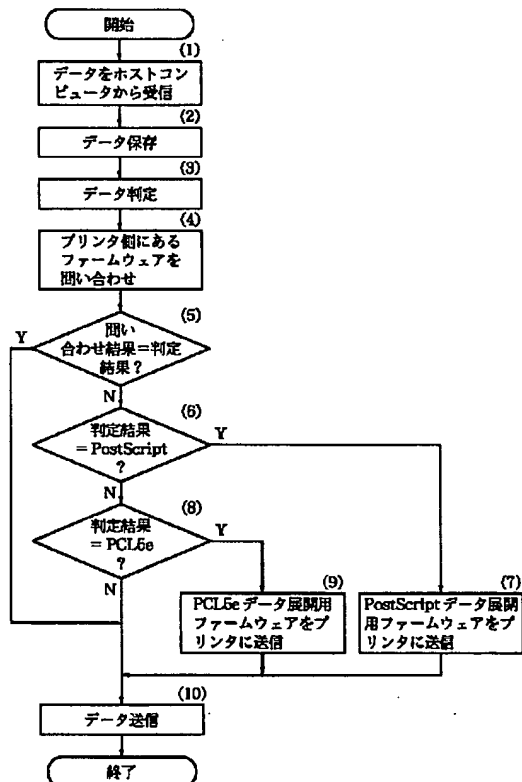 開始
(1)
データをホストコン
ピュータから受信
(2)
データ保存
(3)
データ判定
(4)
プリンタ側にある
ファームウェアを
問い合わせ
(5)
Y
問い
合わせ結果＝判定
結果？
N
(6)
判定結果
＝PostScript
？
Y
N
(8)
判定結果
＝PCL5e
？
Y
N
(9)
PCL5eデータ展開用
ファームウェアをプ
リンタに送信
(7)
PostScriptデータ展開
用ファームウェアをプ
リンタに送信
(10)
データ送信
終了